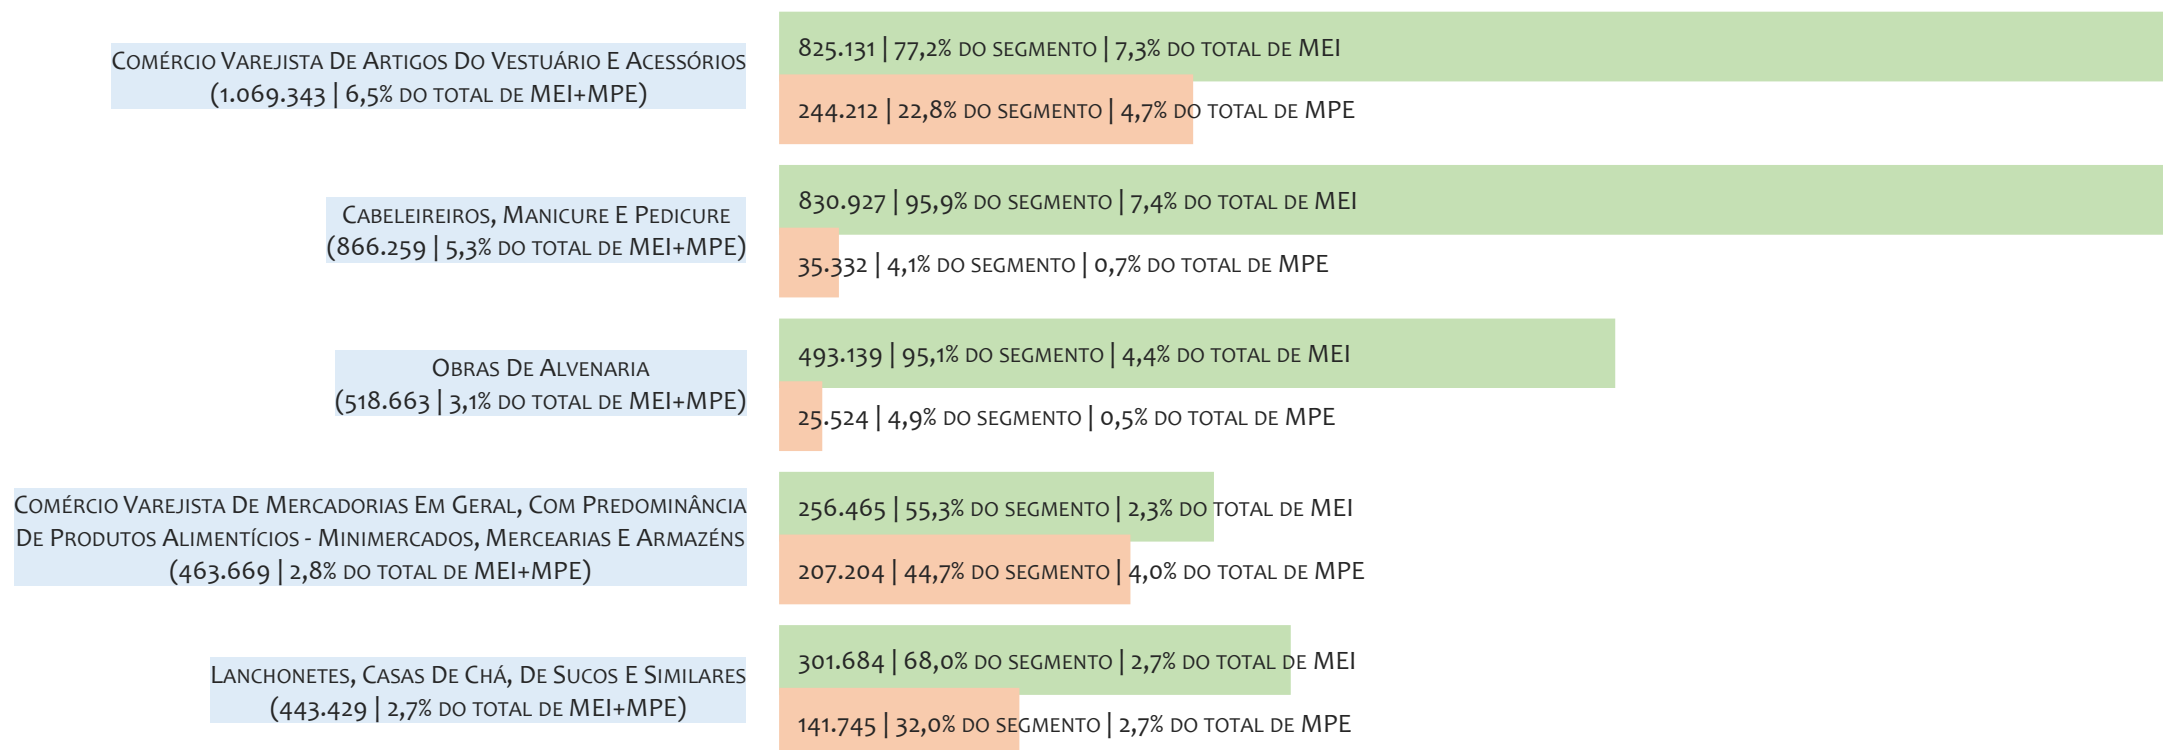 Comércio Varejista De Artigos Do Vestuário E Acessórios
(1.069.343 | 6,5% do total de MEI+MPE)
825.131 | 77,2% do segmento | 7,3% do total de MEI
244.212 | 22,8% do segmento | 4,7% do total de MPE
Cabeleireiros, Manicure E Pedicure
(866.259 | 5,3% do total de MEI+MPE)
830.927 | 95,9% do segmento | 7,4% do total de MEI
35.332 | 4,1% do segmento | 0,7% do total de MPE
Obras De Alvenaria
(518.663 | 3,1% do total de MEI+MPE)
493.139 | 95,1% do segmento | 4,4% do total de MEI
25.524 | 4,9% do segmento | 0,5% do total de MPE
Comércio Varejista De Mercadorias Em Geral, Com Predominância
De Produtos Alimentícios - Minimercados, Mercearias E Armazéns
(463.669 | 2,8% do total de MEI+MPE)
256.465 | 55,3% do segmento | 2,3% do total de MEI
207.204 | 44,7% do segmento | 4,0% do total de MPE
Lanchonetes, Casas De Chá, De Sucos E Similares
(443.429 | 2,7% do total de MEI+MPE)
301.684 | 68,0% do segmento | 2,7% do total de MEI
141.745 | 32,0% do segmento | 2,7% do total de MPE